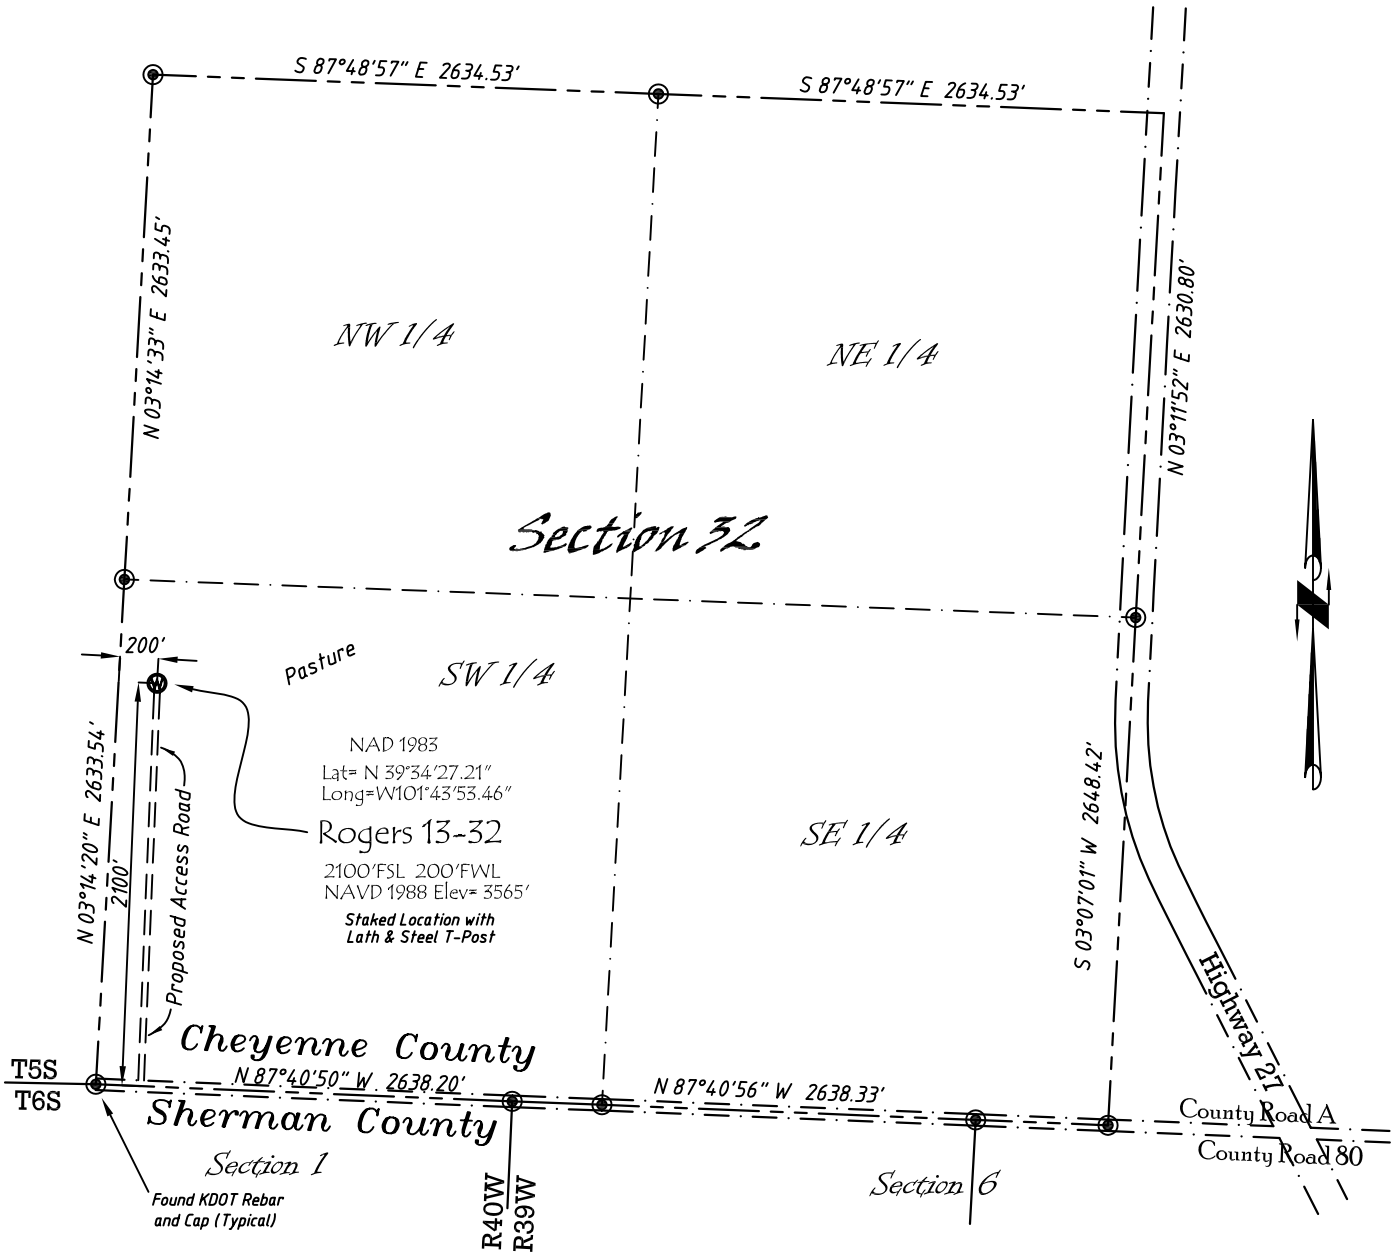 S 87°48'57" E 2634.53'
S 87°48'57" E 2634.53'
N 03°14'33" E 2633.45'
N 03°11'52" E 2630.80'
NW 1/4
NE 1/4
Section 32
200'
Pasture
SW 1/4
W
NAD 1983
Lat= N 39°34'27.21"
Long=W101°43'53.46"
Rogers 13-32
2100'FSL 200'FWL
NAVD 1988 Elev= 3565'
Staked Location with
Lath & Steel T-Post
SE 1/4
N 03°14'20" E 2633.54'
2100'
Proposed Access Road
S 03°07'01" W 2648.42'
Highway 27
Cheyenne County
T5S
N 87°40'50" W 2638.20'
N 87°40'56" W 2638.33'
T6S
Sherman County
County Road A
County Road 80
Section 1
Section 6
R40W
R39W
Found KDOT Rebar
and Cap (Typical)